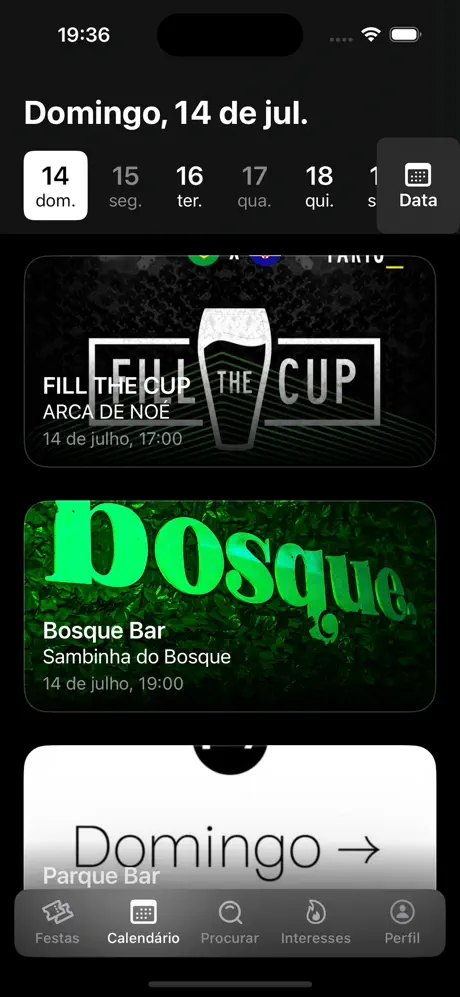 19:36
Domingo, 14 de jul.
14 15 16 17 18
dom. seg. ter. qua. qui.
Data
FILL THE CUP
FILL THE CUP
ARCA DE NOÉ
14 de julho, 17:00
bosque.
Bosque Bar
Sambinha do Bosque
14 de julho, 19:00
Domingo →
Parque Bar
Festas Calendário Procurar Interesses Perfil